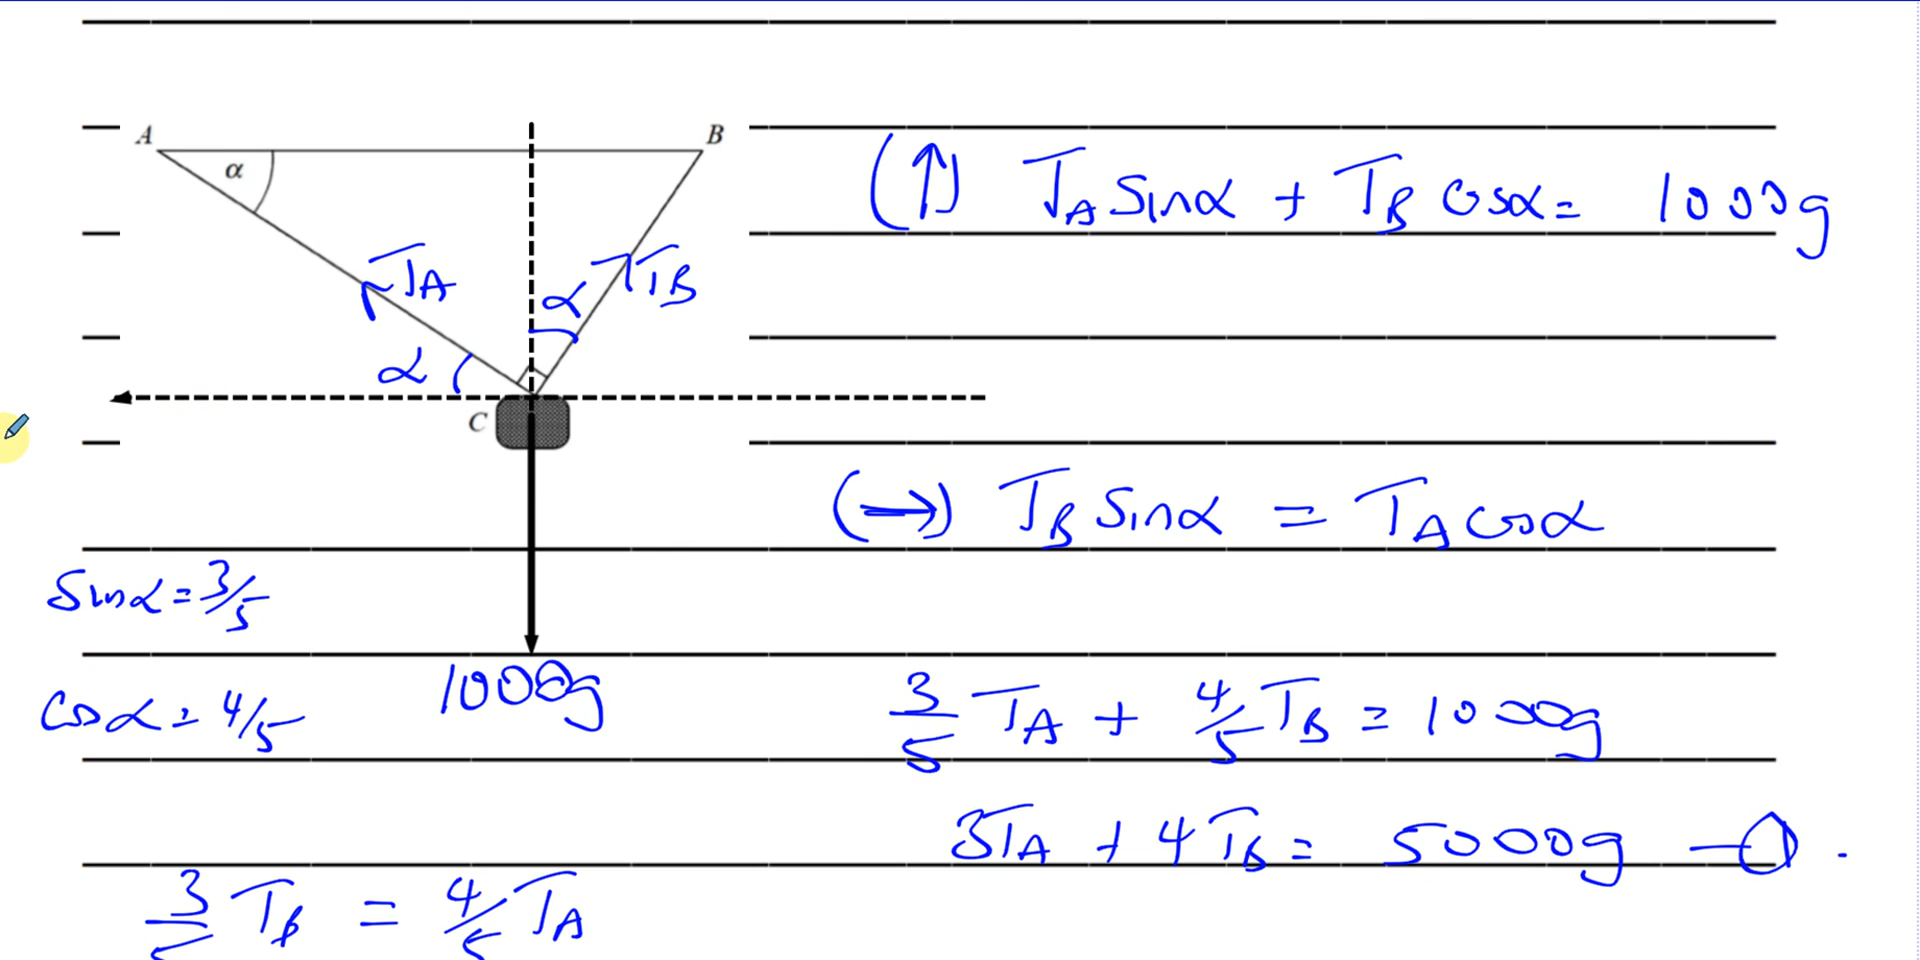 A B
α
(↑) T_A Sinα + T_B Cosα = 1000g
T_A α T_B
α
C
(→) T_B Sinα = T_A Cosα
Sinα = 3/5
Cosα = 4/5
1000g
3/5 T_A + 4/5 T_B = 1000g
3T_A + 4T_B = 5000g —①.
3/5 T_B = 4/5 T_A